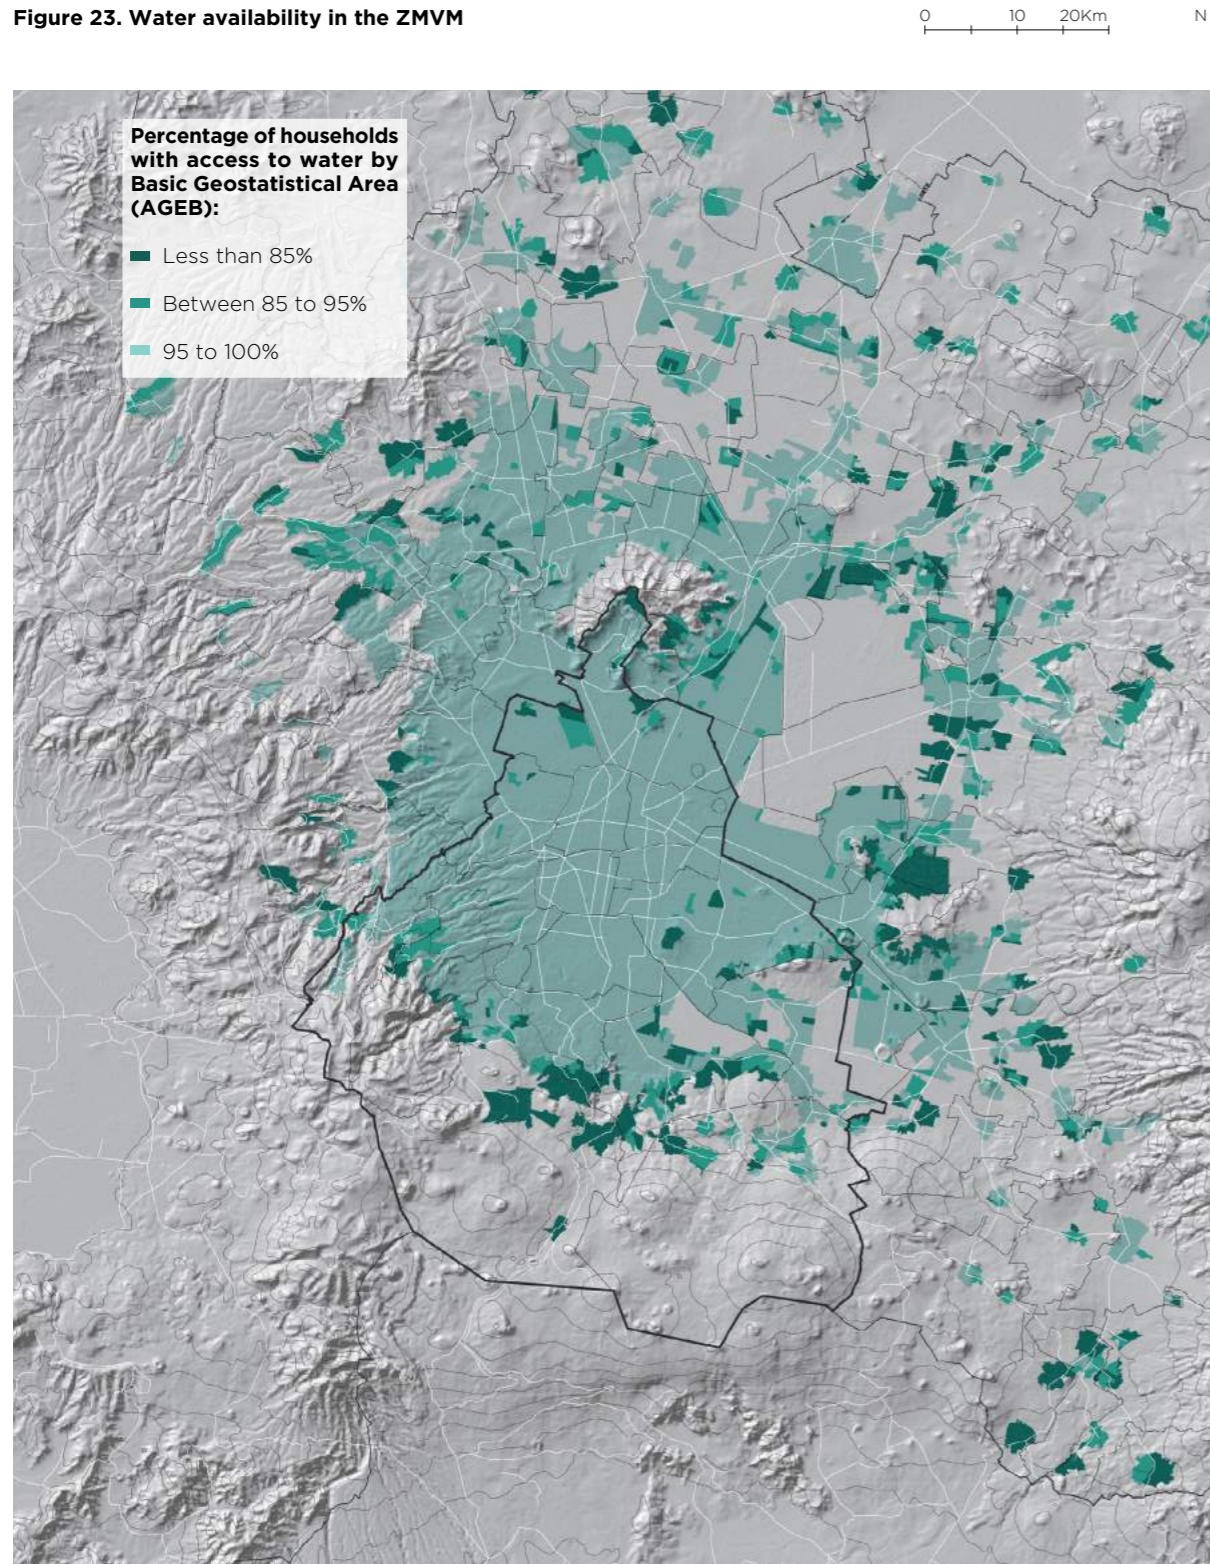 Figure 23. Water availability in the ZMVM
0 10 20Km N
Percentage of households
with access to water by
Basic Geostatistical Area
(AGEB):
Less than 85%
Between 85 to 95%
95 to 100%